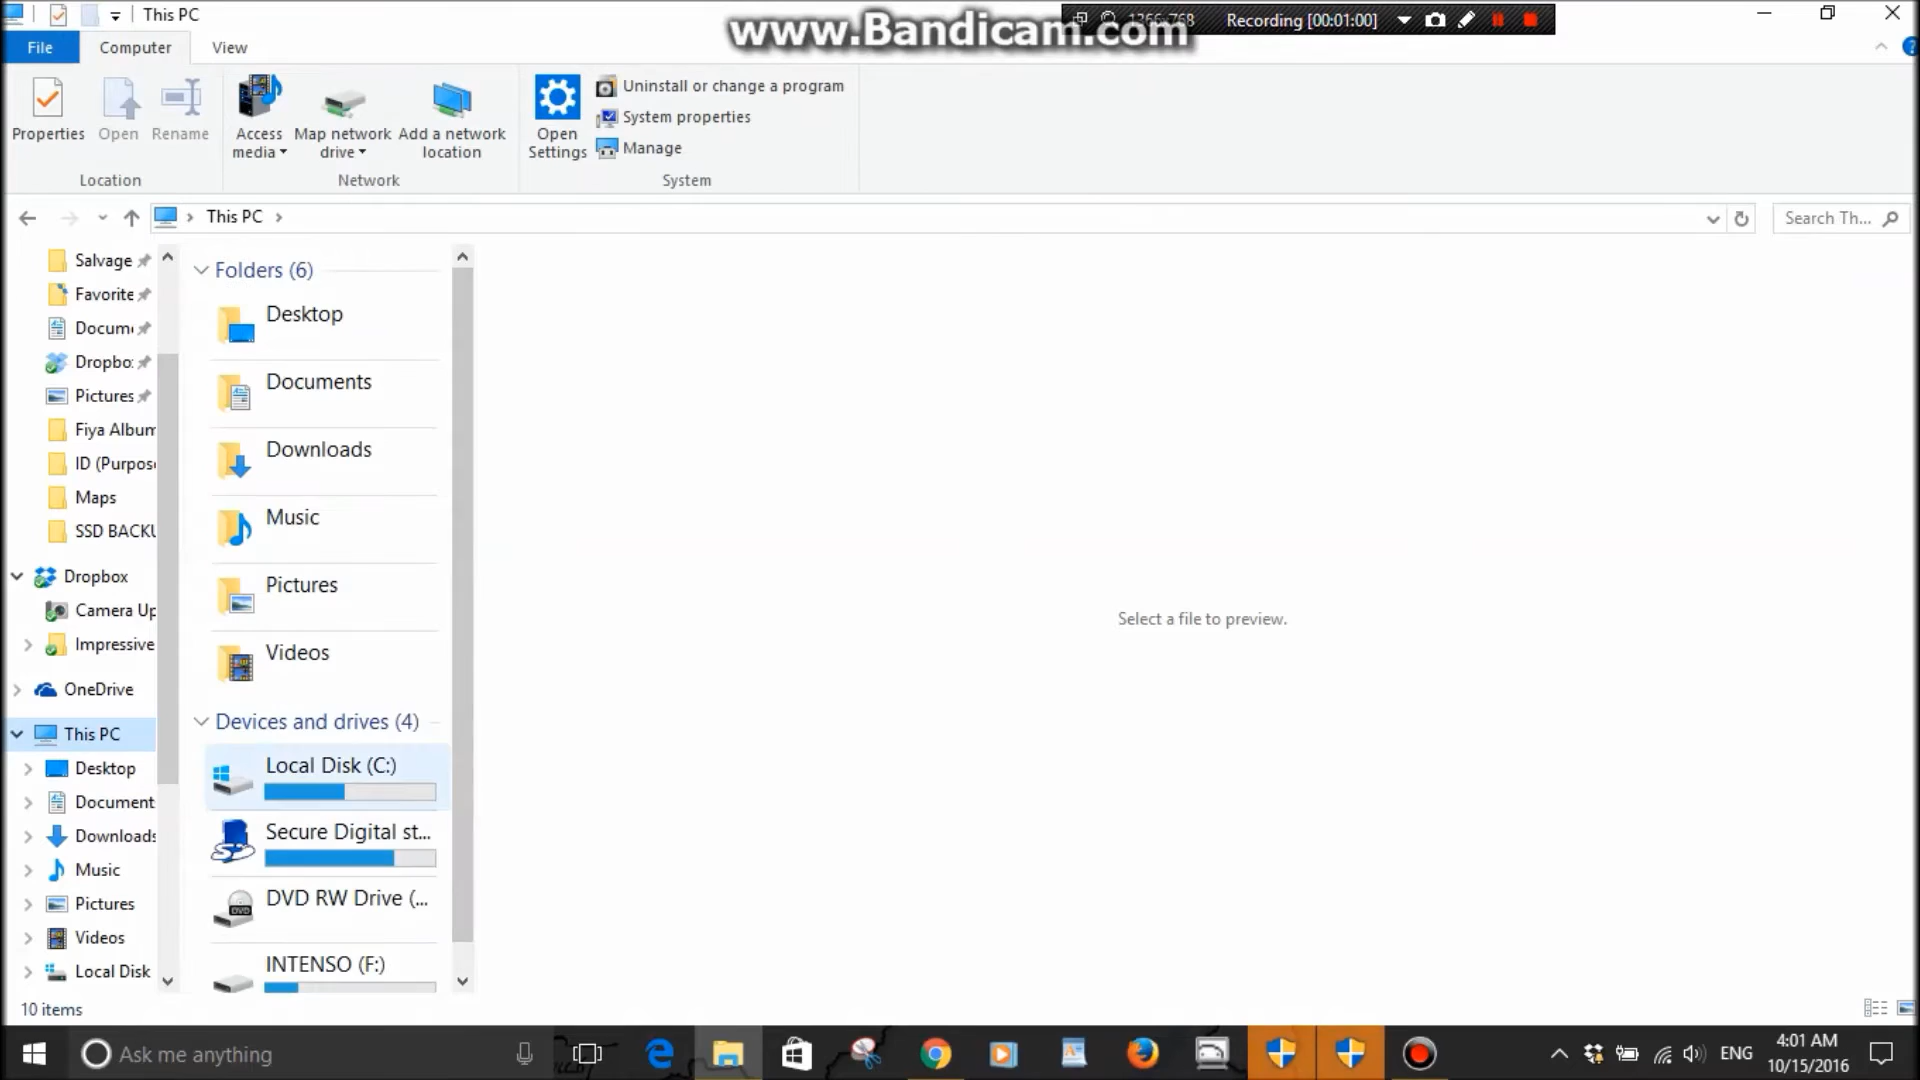 This PC
www.Bandicam.com
1366x768
Recording [00:01:00]
File
Computer
View
Properties
Open
Rename
Access media
Map network drive
Add a network location
Open Settings
Uninstall or change a program
System properties
Manage
Location
Network
System
This PC
Search Th...
Salvage
Favorite
Docum
Dropbo
Pictures
Fiya Album
ID (Purpos
Maps
SSD BACKU
Dropbox
Camera Up
Impressive
OneDrive
This PC
Desktop
Document
Downloads
Music
Pictures
Videos
Local Disk
Folders (6)
Desktop
Documents
Downloads
Music
Pictures
Videos
Devices and drives (4)
Local Disk (C:)
Secure Digital st...
DVD RW Drive (...
DVD
INTENSO (F:)
Select a file to preview.
10 items
Ask me anything
ENG
4:01 AM
10/15/2016